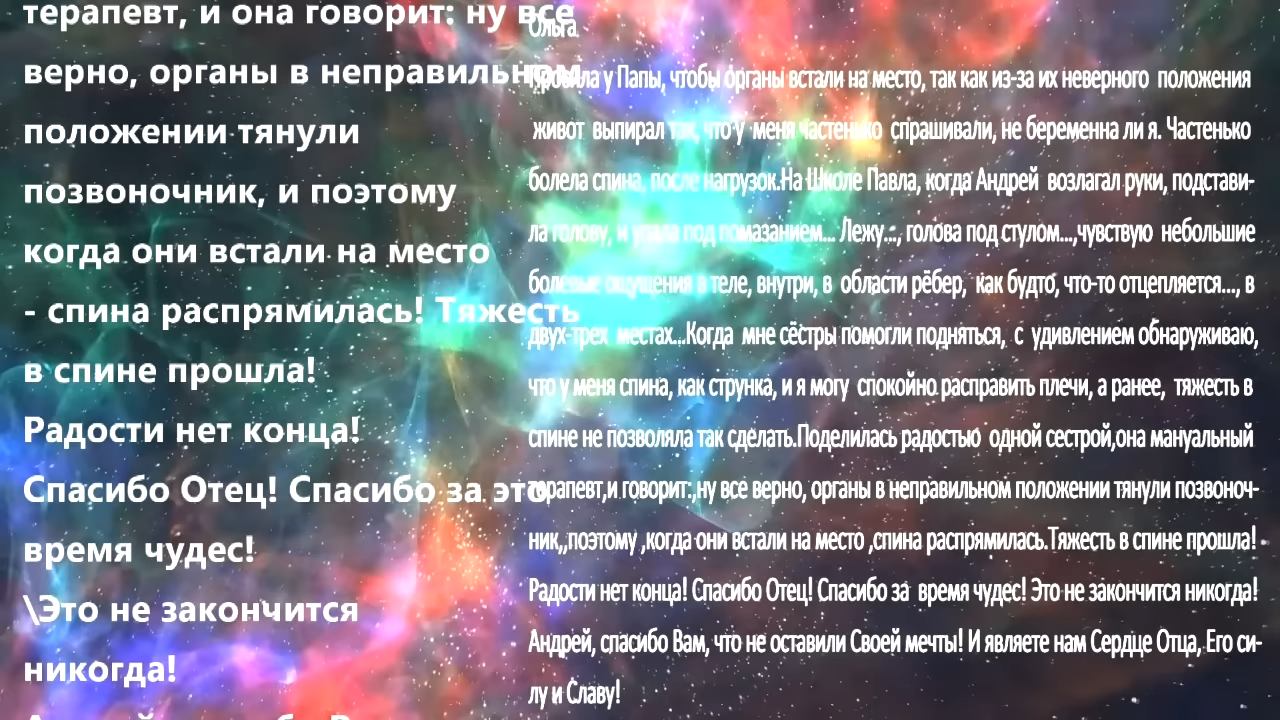 терапевт, и она говорит: ну все
верно, органы в неправильном
положении тянули
позвоночник, и поэтому
когда они встали на место
- спина распрямилась! Тяжесть
в спине прошла!
Радости нет конца!
Спасибо Отец! Спасибо за это
время чудес!
\Это не закончится
никогда!
Ольга
Просила у Папы, чтобы органы встали на место, так как из-за их неверного положения
живот выпирал так, что у меня частенько спрашивали, не беременна ли я. Частенько
болела спина, после нагрузок.На Школе Павла, когда Андрей возлагал руки, подстави-
ла голову, и упала под помазанием... Лежу..., голова под стулом...,чувствую небольшие
болевые ощущения в теле, внутри, в области рёбер, как будто, что-то отцепляется..., в
двух-трех местах...Когда мне сёстры помогли подняться, с удивлением обнаруживаю,
что у меня спина, как струнка, и я могу спокойно расправить плечи, а ранее, тяжесть в
спине не позволяла так сделать.Поделилась радостью одной сестрой,она мануальный
терапевт,и говорит:,ну все верно, органы в неправильном положении тянули позвоноч-
ник,,поэтому ,когда они встали на место ,спина распрямилась.Тяжесть в спине прошла!
Радости нет конца! Спасибо Отец! Спасибо за время чудес! Это не закончится никогда!
Андрей, спасибо Вам, что не оставили Своей мечты! И являете нам Сердце Отца, Его си-
лу и Славу!